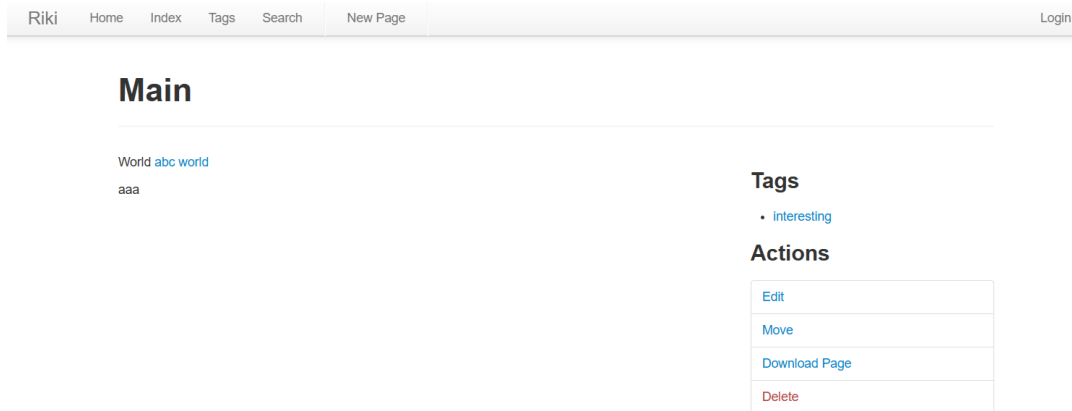 Riki Home Index Tags Search New Page Login
Main
World abc world
aaa
Tags
interesting
Actions
Edit
Move
Download Page
Delete